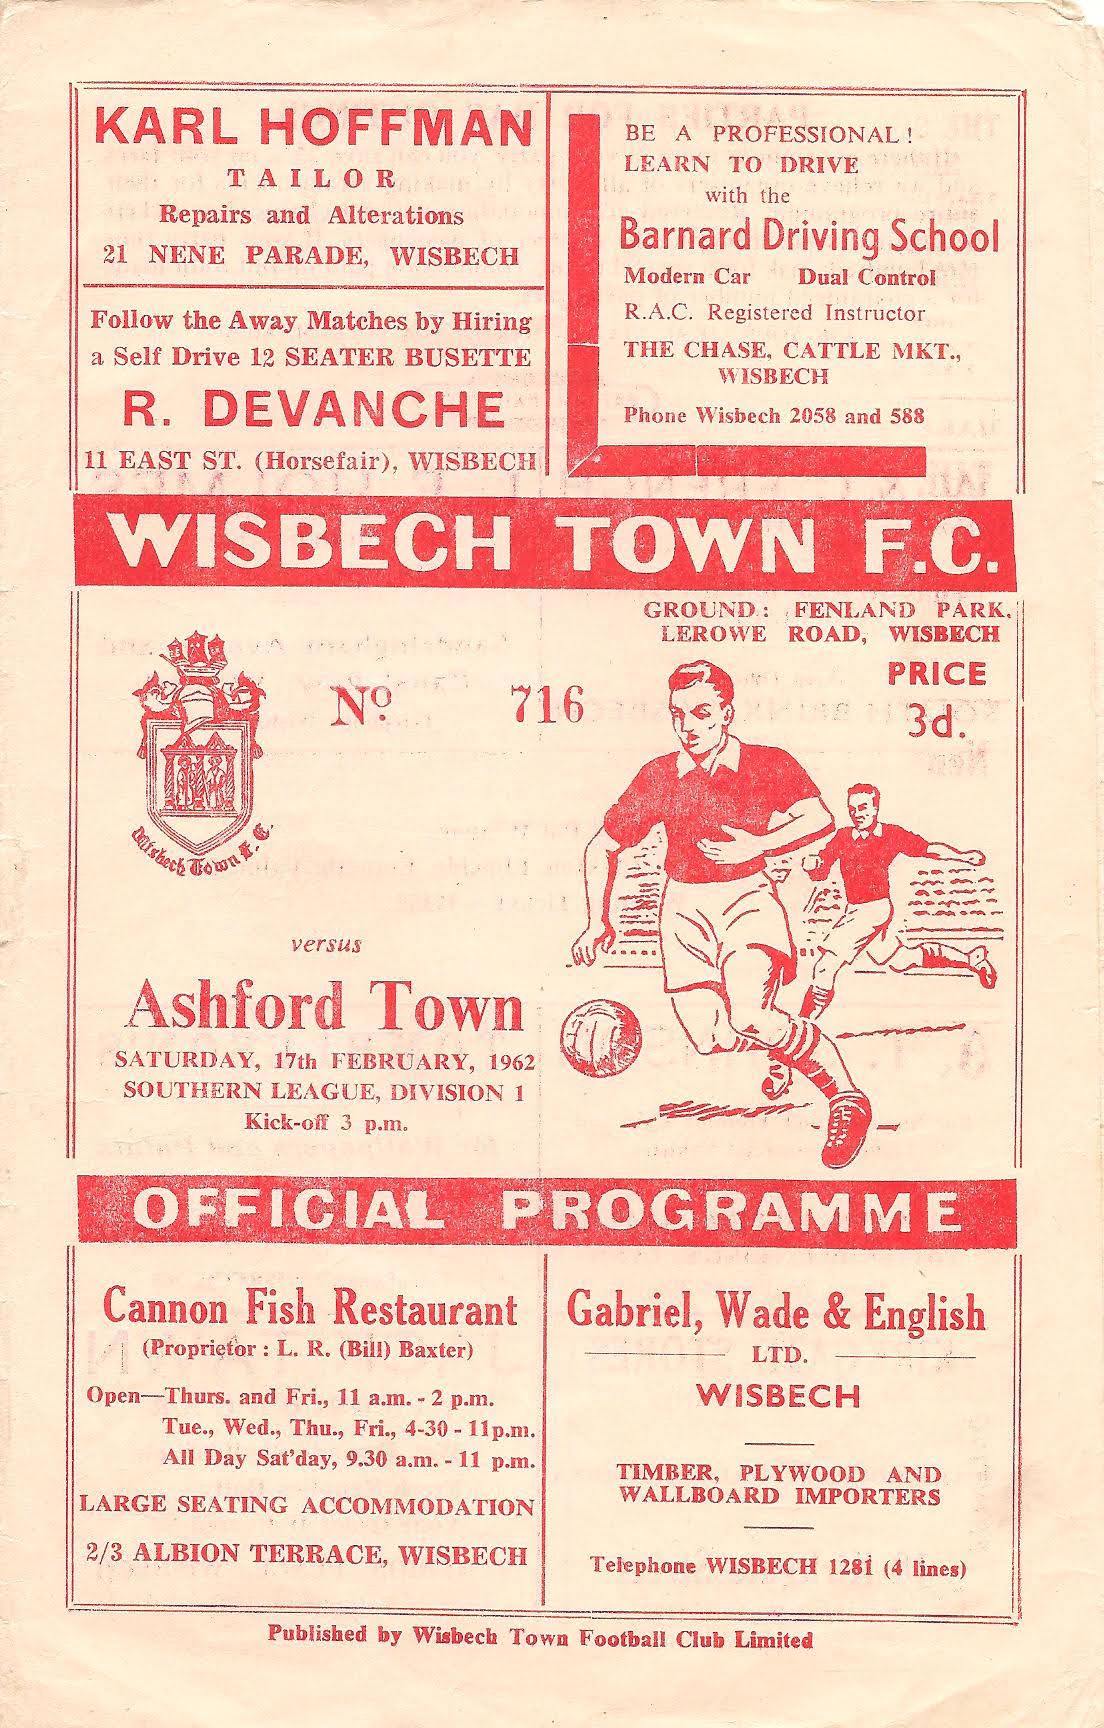 KARL HOFFMAN
TAILOR
Repairs and Alterations
21 NENE PARADE, WISBECH
Follow the Away Matches by Hiring
a Self Drive 12 SEATER BUSETTE
R. DEVANCHE
11 EAST ST. (Horsefair), WISBECH
BE A PROFESSIONAL!
LEARN TO DRIVE
with the
Barnard Driving School
Modern Car Dual Control
R.A.C. Registered Instructor
THE CHASE, CATTLE MKT.,
WISBECH
Phone Wisbech 2058 and 588
WISBECH TOWN F.C.
GROUND: FENLAND PARK.
LEROWE ROAD, WISBECH
PRICE
3d.
No. 716
Wisbech Town F.C.
versus
Ashford Town
SATURDAY, 17th FEBRUARY, 1962
SOUTHERN LEAGUE, DIVISION 1
Kick-off 3 p.m.
OFFICIAL PROGRAMME
Cannon Fish Restaurant
(Proprietor: L. R. (Bill) Baxter)
Open—Thurs. and Fri., 11 a.m. - 2 p.m.
Tue., Wed., Thu., Fri., 4-30 - 11p.m.
All Day Sat'day, 9.30 a.m. - 11 p.m.
LARGE SEATING ACCOMMODATION
2/3 ALBION TERRACE, WISBECH
Gabriel, Wade & English
LTD.
WISBECH
TIMBER, PLYWOOD AND
WALLBOARD IMPORTERS
Telephone WISBECH 1281 (4 lines)
Published by Wisbech Town Football Club Limited